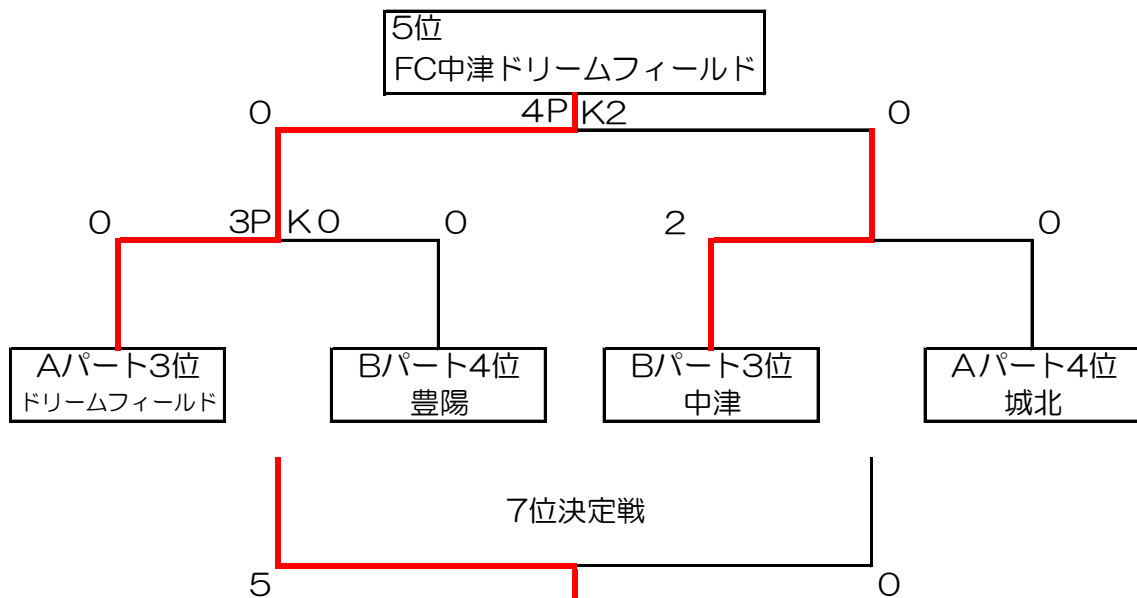 5位
FC中津ドリームフィールド
0 4PK2 0
0 3PK0 0 2 0
Aパート3位 Bパート4位 Bパート3位 Aパート4位
ドリームフィールド 豊陽 中津 城北
7位決定戦
5 0